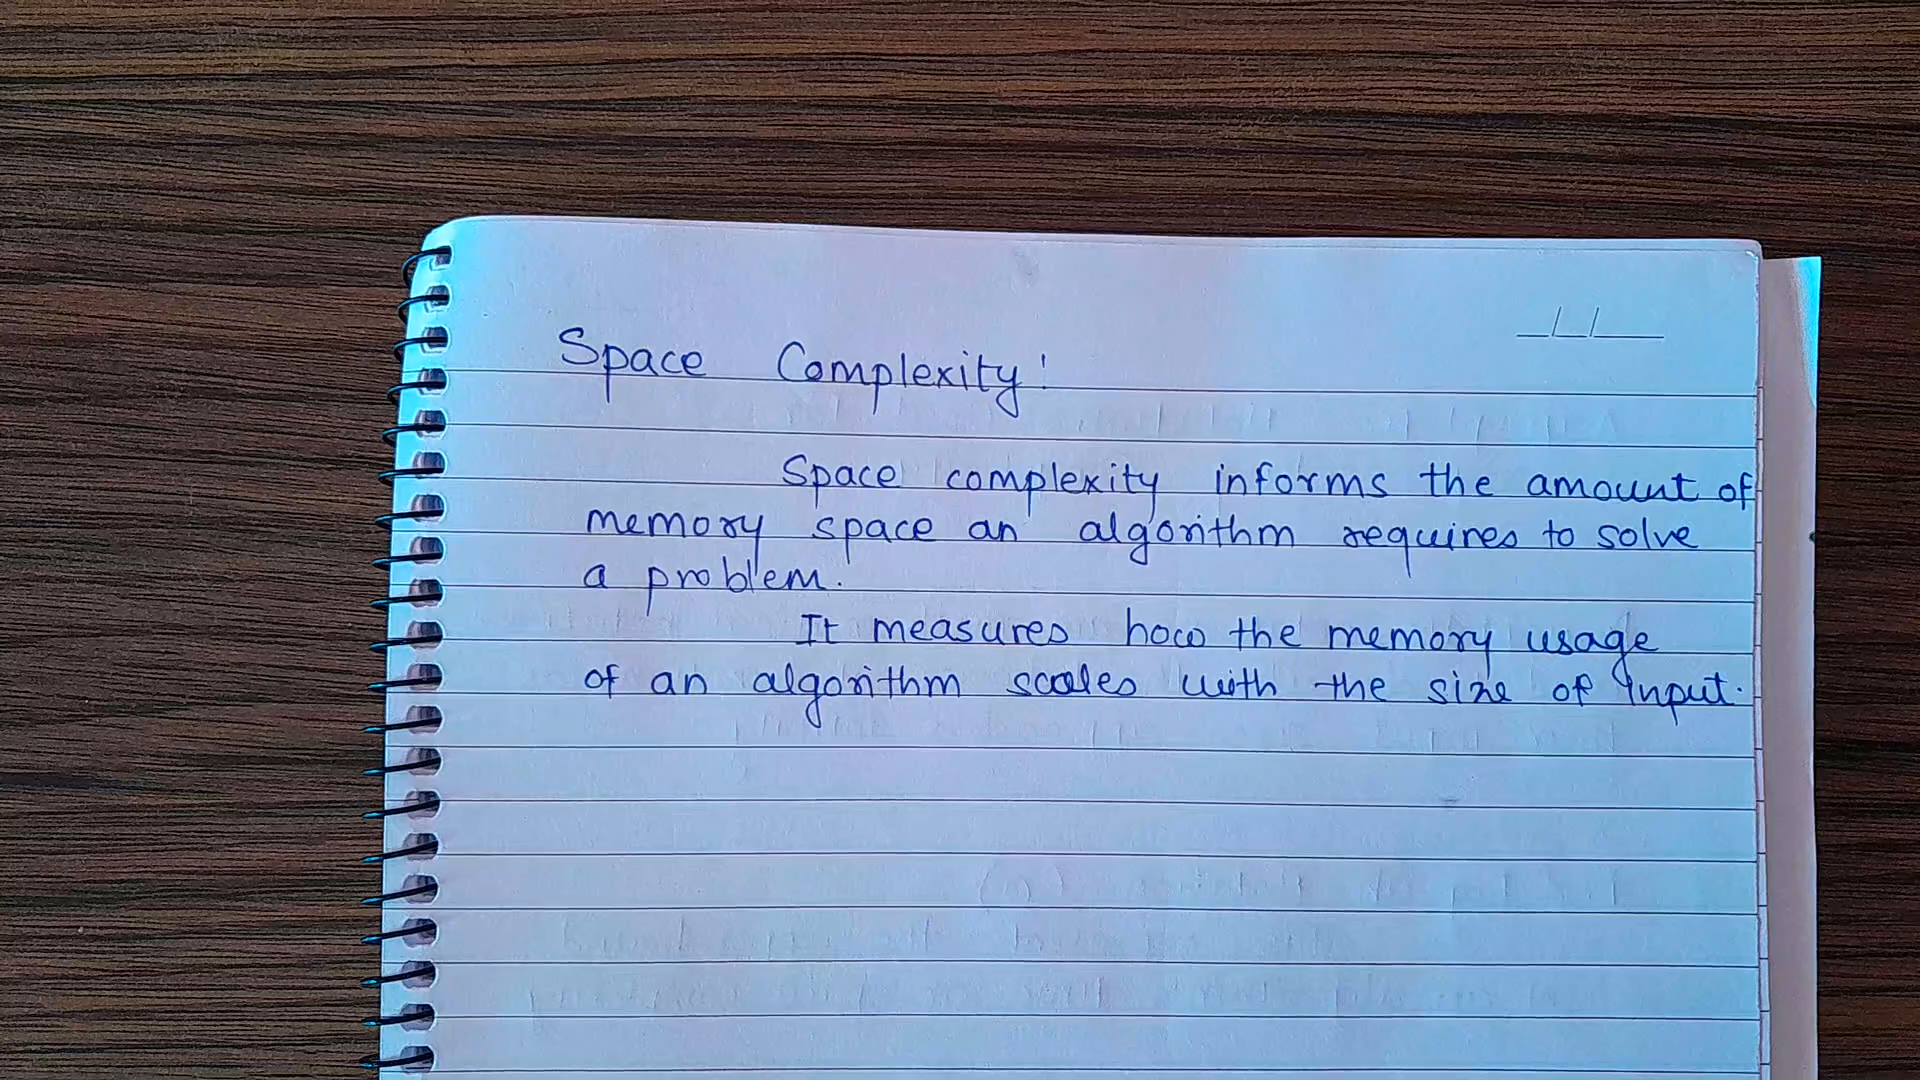 Space Complexity:
Space complexity informs the amount of
memory space an algorithm requires to solve
a problem.
It measures how the memory usage
of an algorithm scales with the size of input.